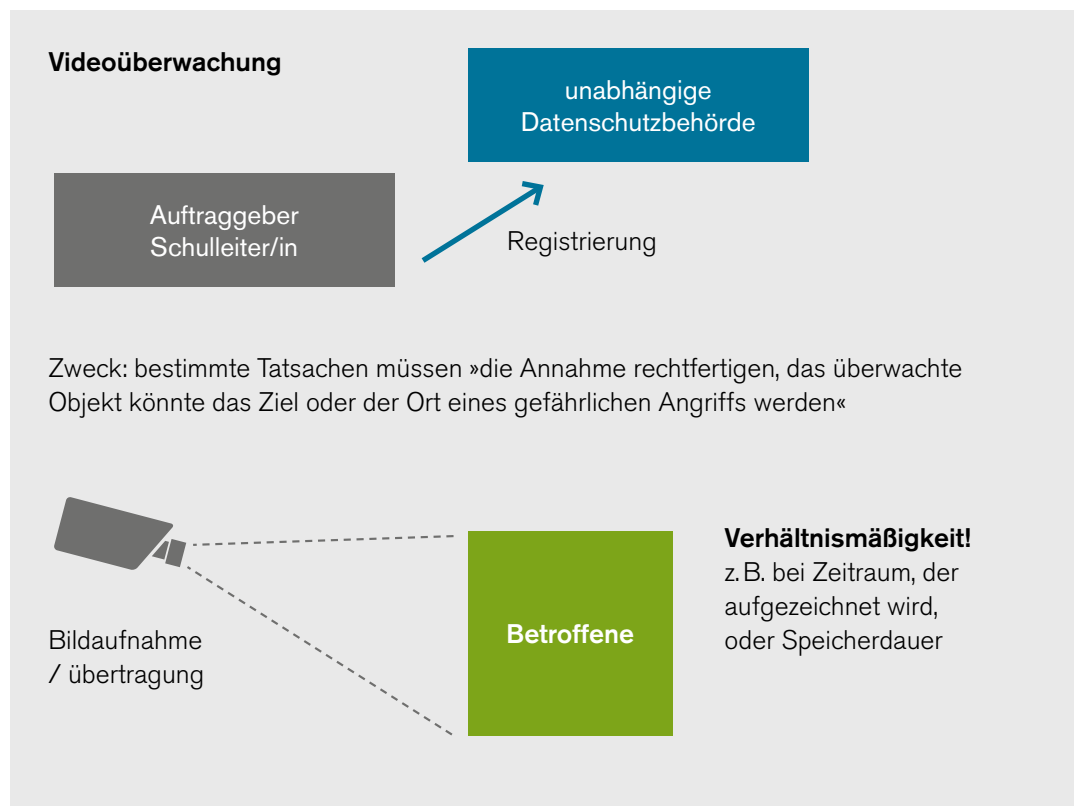 Videoüberwachung
unabhängige
Datenschutzbehörde
Auftraggeber
Schulleiter/in
Registrierung
Zweck: bestimmte Tatsachen müssen »die Annahme rechtfertigen, das überwachte
Objekt könnte das Ziel oder der Ort eines gefährlichen Angriffs werden«
Bildaufnahme
/ übertragung
Betroffene
Verhältnismäßigkeit!
z. B. bei Zeitraum, der
aufgezeichnet wird,
oder Speicherdauer